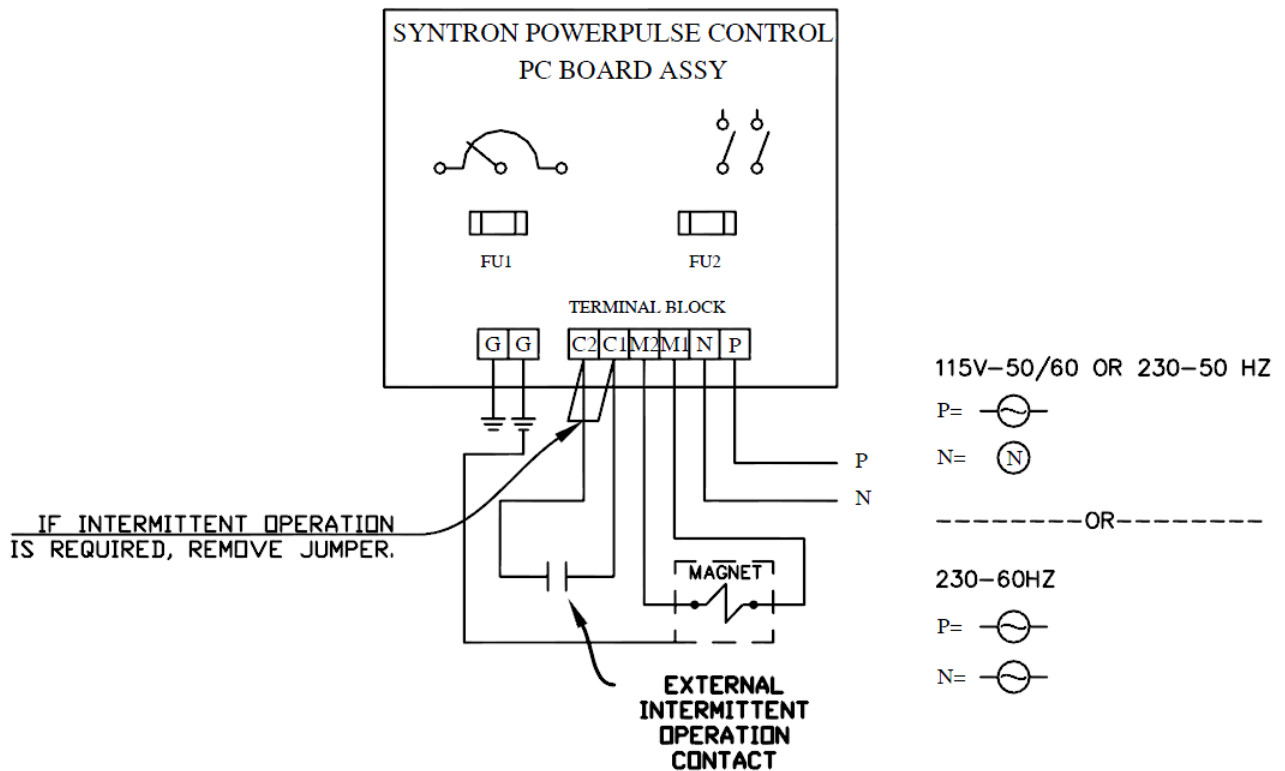 SYNTRON POWERPULSE CONTROL
PC BOARD ASSY
FU1
FU2
TERMINAL BLOCK
G G C2 C1 M2 M1 N P
P
N
IF INTERMITTENT OPERATION
IS REQUIRED, REMOVE JUMPER.
MAGNET
EXTERNAL
INTERMITTENT
OPERATION
CONTACT
115V-50/60 OR 230-50 HZ
P=
N= N
--------OR--------
230-60HZ
P=
N=